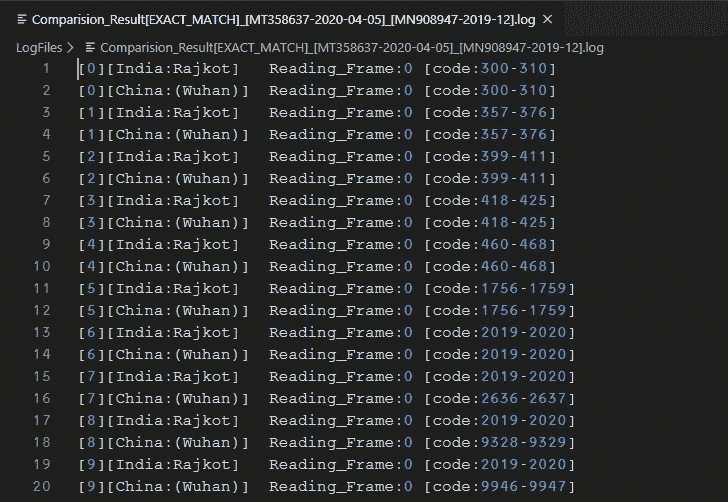 Comparision_Result[EXACT_MATCH]_[MT358637-2020-04-05]_[MN908947-2019-12].log ×
LogFiles > Comparision_Result[EXACT_MATCH]_[MT358637-2020-04-05]_[MN908947-2019-12].log
1 [0][India:Rajkot] Reading_Frame:0 [code:300-310]
2 [0][China:(Wuhan)] Reading_Frame:0 [code:300-310]
3 [1][India:Rajkot] Reading_Frame:0 [code:357-376]
4 [1][China:(Wuhan)] Reading_Frame:0 [code:357-376]
5 [2][India:Rajkot] Reading_Frame:0 [code:399-411]
6 [2][China:(Wuhan)] Reading_Frame:0 [code:399-411]
7 [3][India:Rajkot] Reading_Frame:0 [code:418-425]
8 [3][China:(Wuhan)] Reading_Frame:0 [code:418-425]
9 [4][India:Rajkot] Reading_Frame:0 [code:460-468]
10 [4][China:(Wuhan)] Reading_Frame:0 [code:460-468]
11 [5][India:Rajkot] Reading_Frame:0 [code:1756-1759]
12 [5][China:(Wuhan)] Reading_Frame:0 [code:1756-1759]
13 [6][India:Rajkot] Reading_Frame:0 [code:2019-2020]
14 [6][China:(Wuhan)] Reading_Frame:0 [code:2019-2020]
15 [7][India:Rajkot] Reading_Frame:0 [code:2019-2020]
16 [7][China:(Wuhan)] Reading_Frame:0 [code:2636-2637]
17 [8][India:Rajkot] Reading_Frame:0 [code:2019-2020]
18 [8][China:(Wuhan)] Reading_Frame:0 [code:9328-9329]
19 [9][India:Rajkot] Reading_Frame:0 [code:2019-2020]
20 [9][China:(Wuhan)] Reading_Frame:0 [code:9946-9947]